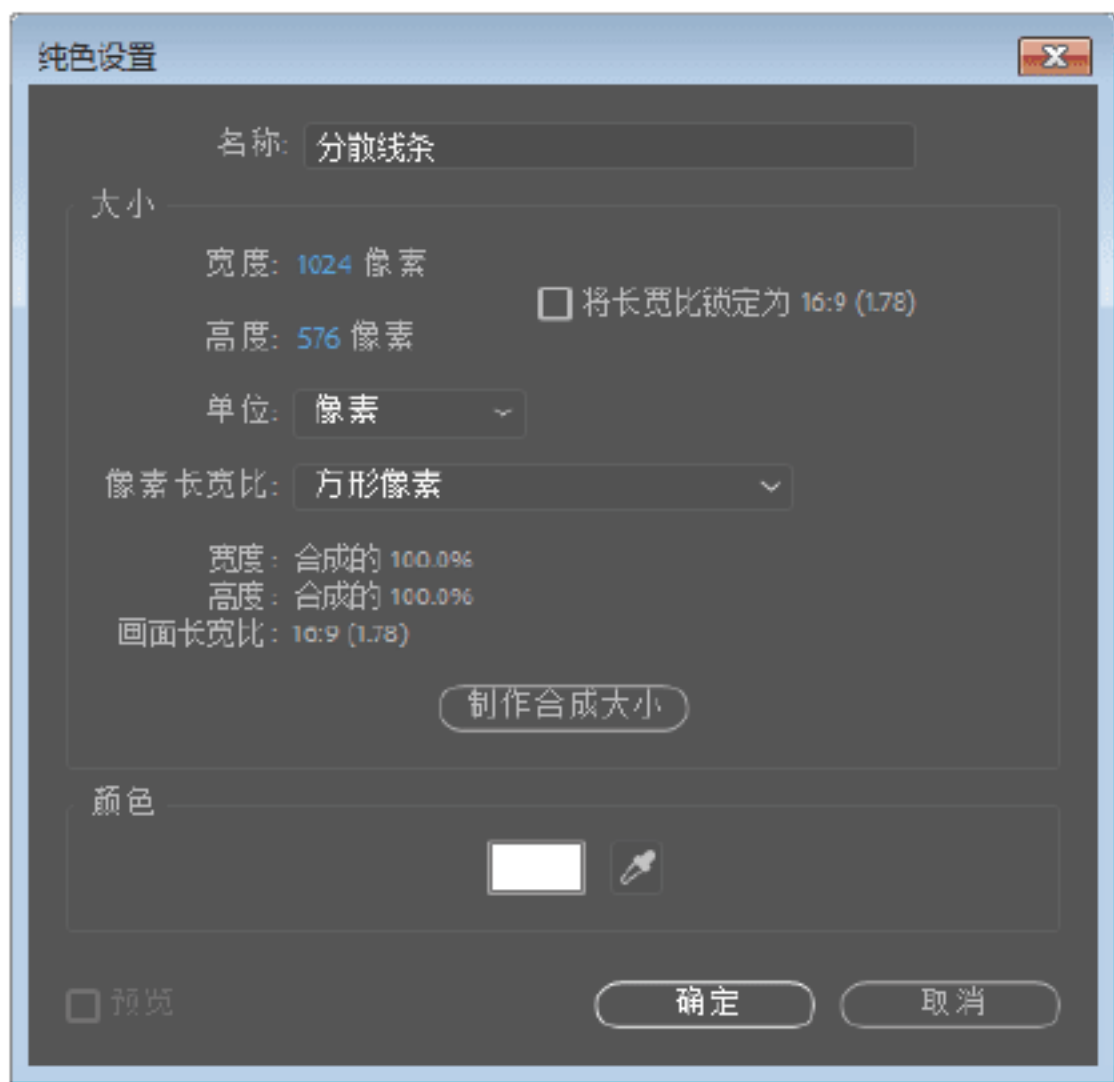 纯色设置
名称: 分散线条
大小
宽度: 1024 像素
将长宽比锁定为 16:9 (1.78)
高度: 576 像素
单位: 像素
像素长宽比: 方形像素
宽度: 合成的 100.0%
高度: 合成的 100.0%
画面长宽比: 16:9 (1.78)
制作合成大小
颜色
预览
确定
取消